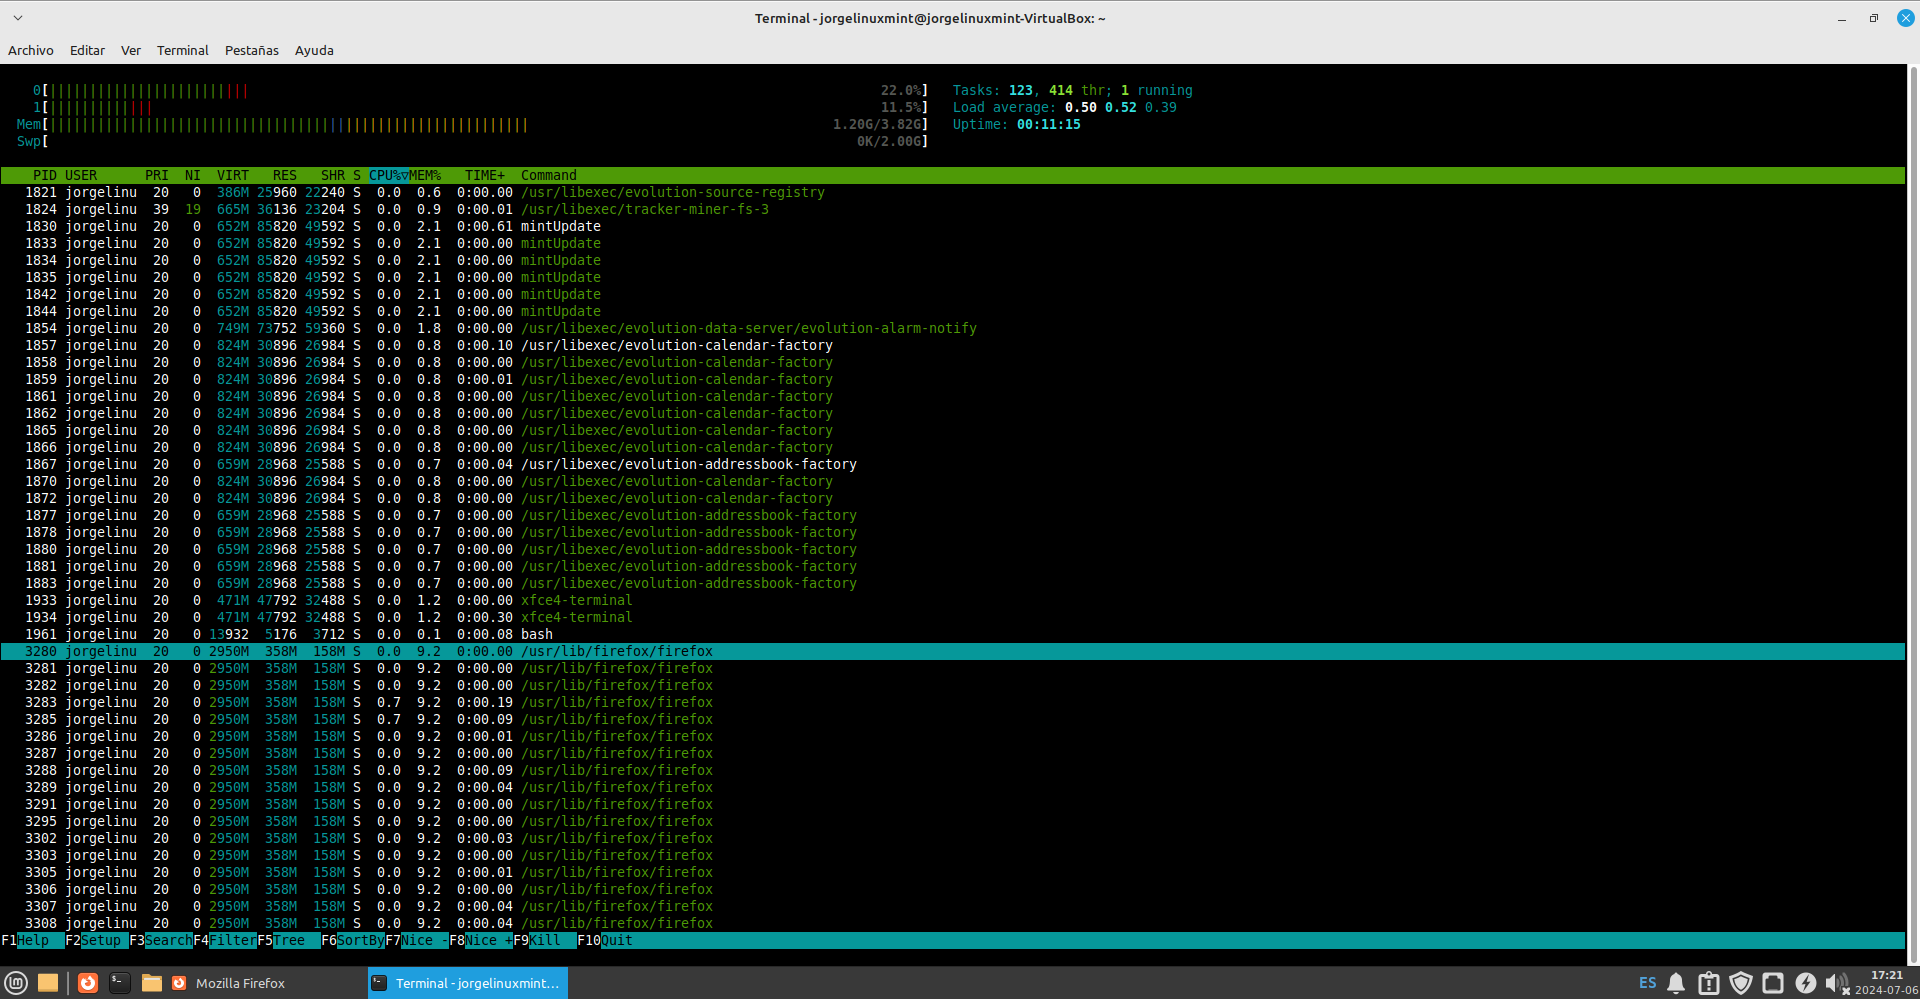 Terminal - jorgelinuxmint@jorgelinuxmint-VirtualBox: ~
Archivo Editar Ver Terminal Pestañas Ayuda
0[|||||||||||||||||||||||||22.0%] Tasks: 123, 414 thr; 1 running
1[|||||||||||||11.5%] Load average: 0.50 0.52 0.39
Mem[||||||||||||||||||||||||||||||||||||||||||||||||||||||||||||1.20G/3.82G] Uptime: 00:11:15
Swp[0K/2.00G]
PID USER PRI NI VIRT RES SHR S CPU%▽MEM% TIME+ Command
1821 jorgelinu 20 0 386M 25960 22240 S 0.0 0.6 0:00.00 /usr/libexec/evolution-source-registry
1824 jorgelinu 39 19 665M 36136 23204 S 0.0 0.9 0:00.01 /usr/libexec/tracker-miner-fs-3
1830 jorgelinu 20 0 652M 85820 49592 S 0.0 2.1 0:00.61 mintUpdate
1833 jorgelinu 20 0 652M 85820 49592 S 0.0 2.1 0:00.00 mintUpdate
1834 jorgelinu 20 0 652M 85820 49592 S 0.0 2.1 0:00.00 mintUpdate
1835 jorgelinu 20 0 652M 85820 49592 S 0.0 2.1 0:00.00 mintUpdate
1842 jorgelinu 20 0 652M 85820 49592 S 0.0 2.1 0:00.00 mintUpdate
1844 jorgelinu 20 0 652M 85820 49592 S 0.0 2.1 0:00.00 mintUpdate
1854 jorgelinu 20 0 749M 73752 59360 S 0.0 1.8 0:00.00 /usr/libexec/evolution-data-server/evolution-alarm-notify
1857 jorgelinu 20 0 824M 30896 26984 S 0.0 0.8 0:00.10 /usr/libexec/evolution-calendar-factory
1858 jorgelinu 20 0 824M 30896 26984 S 0.0 0.8 0:00.00 /usr/libexec/evolution-calendar-factory
1859 jorgelinu 20 0 824M 30896 26984 S 0.0 0.8 0:00.01 /usr/libexec/evolution-calendar-factory
1861 jorgelinu 20 0 824M 30896 26984 S 0.0 0.8 0:00.00 /usr/libexec/evolution-calendar-factory
1862 jorgelinu 20 0 824M 30896 26984 S 0.0 0.8 0:00.00 /usr/libexec/evolution-calendar-factory
1865 jorgelinu 20 0 824M 30896 26984 S 0.0 0.8 0:00.00 /usr/libexec/evolution-calendar-factory
1866 jorgelinu 20 0 824M 30896 26984 S 0.0 0.8 0:00.00 /usr/libexec/evolution-calendar-factory
1867 jorgelinu 20 0 659M 28968 25588 S 0.0 0.7 0:00.04 /usr/libexec/evolution-addressbook-factory
1870 jorgelinu 20 0 824M 30896 26984 S 0.0 0.8 0:00.00 /usr/libexec/evolution-calendar-factory
1872 jorgelinu 20 0 824M 30896 26984 S 0.0 0.8 0:00.00 /usr/libexec/evolution-calendar-factory
1877 jorgelinu 20 0 659M 28968 25588 S 0.0 0.7 0:00.00 /usr/libexec/evolution-addressbook-factory
1878 jorgelinu 20 0 659M 28968 25588 S 0.0 0.7 0:00.00 /usr/libexec/evolution-addressbook-factory
1880 jorgelinu 20 0 659M 28968 25588 S 0.0 0.7 0:00.00 /usr/libexec/evolution-addressbook-factory
1881 jorgelinu 20 0 659M 28968 25588 S 0.0 0.7 0:00.00 /usr/libexec/evolution-addressbook-factory
1883 jorgelinu 20 0 659M 28968 25588 S 0.0 0.7 0:00.00 /usr/libexec/evolution-addressbook-factory
1933 jorgelinu 20 0 471M 47792 32488 S 0.0 1.2 0:00.00 xfce4-terminal
1934 jorgelinu 20 0 471M 47792 32488 S 0.0 1.2 0:00.30 xfce4-terminal
1961 jorgelinu 20 0 13932 5176 3712 S 0.0 0.1 0:00.08 bash
3280 jorgelinu 20 0 2950M 358M 158M S 0.0 9.2 0:00.00 /usr/lib/firefox/firefox
3281 jorgelinu 20 0 2950M 358M 158M S 0.0 9.2 0:00.00 /usr/lib/firefox/firefox
3282 jorgelinu 20 0 2950M 358M 158M S 0.0 9.2 0:00.00 /usr/lib/firefox/firefox
3283 jorgelinu 20 0 2950M 358M 158M S 0.7 9.2 0:00.19 /usr/lib/firefox/firefox
3285 jorgelinu 20 0 2950M 358M 158M S 0.7 9.2 0:00.09 /usr/lib/firefox/firefox
3286 jorgelinu 20 0 2950M 358M 158M S 0.0 9.2 0:00.01 /usr/lib/firefox/firefox
3287 jorgelinu 20 0 2950M 358M 158M S 0.0 9.2 0:00.00 /usr/lib/firefox/firefox
3288 jorgelinu 20 0 2950M 358M 158M S 0.0 9.2 0:00.09 /usr/lib/firefox/firefox
3289 jorgelinu 20 0 2950M 358M 158M S 0.0 9.2 0:00.04 /usr/lib/firefox/firefox
3291 jorgelinu 20 0 2950M 358M 158M S 0.0 9.2 0:00.00 /usr/lib/firefox/firefox
3295 jorgelinu 20 0 2950M 358M 158M S 0.0 9.2 0:00.00 /usr/lib/firefox/firefox
3302 jorgelinu 20 0 2950M 358M 158M S 0.0 9.2 0:00.03 /usr/lib/firefox/firefox
3303 jorgelinu 20 0 2950M 358M 158M S 0.0 9.2 0:00.00 /usr/lib/firefox/firefox
3305 jorgelinu 20 0 2950M 358M 158M S 0.0 9.2 0:00.01 /usr/lib/firefox/firefox
3306 jorgelinu 20 0 2950M 358M 158M S 0.0 9.2 0:00.00 /usr/lib/firefox/firefox
3307 jorgelinu 20 0 2950M 358M 158M S 0.0 9.2 0:00.04 /usr/lib/firefox/firefox
3308 jorgelinu 20 0 2950M 358M 158M S 0.0 9.2 0:00.04 /usr/lib/firefox/firefox
F1Help F2Setup F3SearchF4FilterF5Tree F6SortByF7Nice -F8Nice +F9Kill F10Quit
Mozilla Firefox Terminal - jorgelinuxmint... ES 17:21
2024-07-06